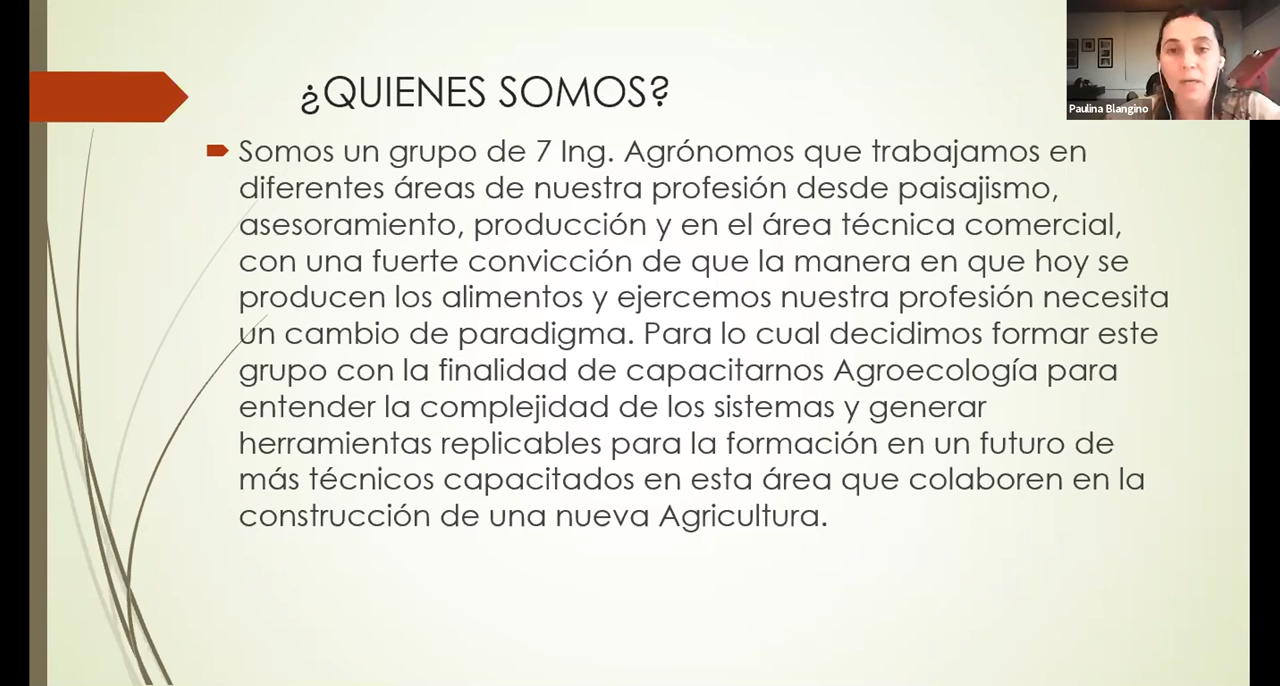 ¿QUIENES SOMOS?
Paulina Blangino
Somos un grupo de 7 Ing. Agrónomos que trabajamos en
diferentes áreas de nuestra profesión desde paisajismo,
asesoramiento, producción y en el área técnica comercial,
con una fuerte convicción de que la manera en que hoy se
producen los alimentos y ejercemos nuestra profesión necesita
un cambio de paradigma. Para lo cual decidimos formar este
grupo con la finalidad de capacitarnos Agroecología para
entender la complejidad de los sistemas y generar
herramientas replicables para la formación en un futuro de
más técnicos capacitados en esta área que colaboren en la
construcción de una nueva Agricultura.